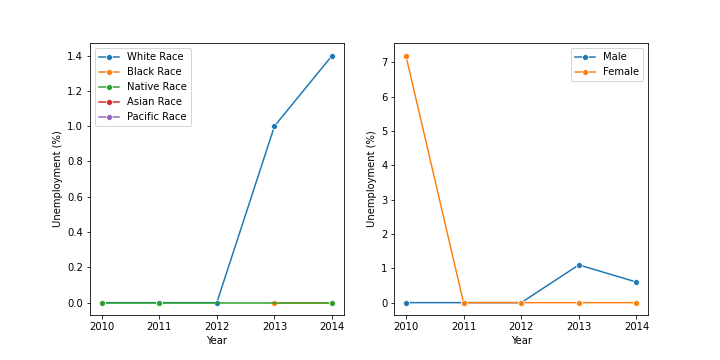 White Race
Black Race
Native Race
Asian Race
Pacific Race
1.4
1.2
1.0
0.8
0.6
0.4
0.2
0.0
Unemployment (%)
2010 2011 2012 2013 2014
Year
Male
Female
7
6
5
4
3
2
1
0
Unemployment (%)
2010 2011 2012 2013 2014
Year